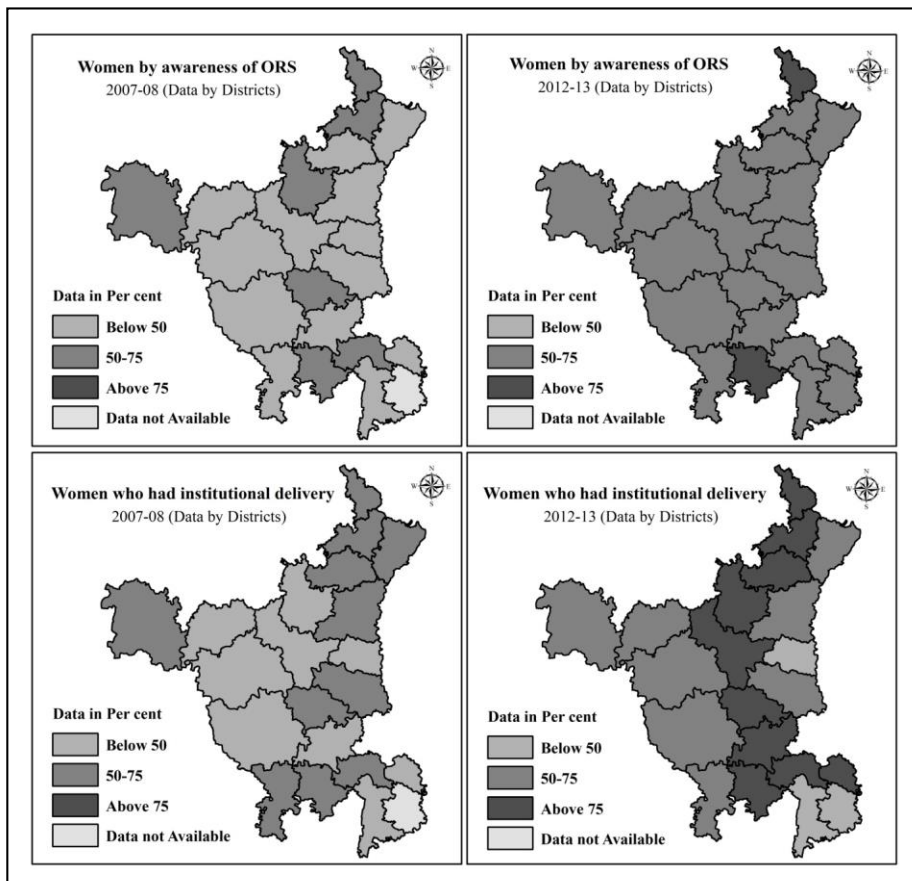 Women by awareness of ORS
2007-08 (Data by Districts)
N
W E
S
Data in Per cent
Below 50
50-75
Above 75
Data not Available
Women by awareness of ORS
2012-13 (Data by Districts)
N
W E
S
Data in Per cent
Below 50
50-75
Above 75
Women who had institutional delivery
2007-08 (Data by Districts)
N
W E
S
Data in Per cent
Below 50
50-75
Above 75
Data not Available
Women who had institutional delivery
2012-13 (Data by Districts)
N
W E
S
Data in Per cent
Below 50
50-75
Above 75
Data not Available